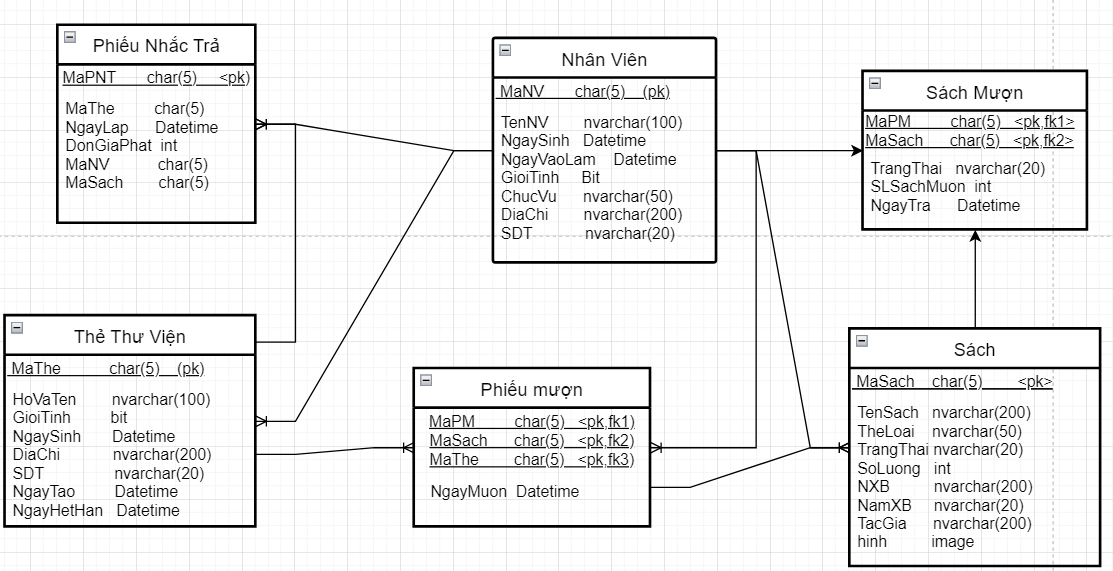 Phiếu Nhắc Trả
MaPNT char(5) <pk)
MaThe char(5)
NgayLap Datetime
DonGiaPhat int
MaNV char(5)
MaSach char(5)
Nhân Viên
MaNV char(5) (pk)
TenNV nvarchar(100)
NgaySinh Datetime
NgayVaoLam Datetime
GioiTinh Bit
ChucVu nvarchar(50)
DiaChi nvarchar(200)
SDT nvarchar(20)
Sách Mượn
MaPM char(5) <pk,fk1>
MaSach char(5) <pk,fk2>
TrangThai nvarchar(20)
SLSachMuon int
NgayTra Datetime
Thẻ Thư Viện
MaThe char(5) (pk)
HoVaTen nvarchar(100)
GioiTinh bit
NgaySinh Datetime
DiaChi nvarchar(200)
SDT nvarchar(20)
NgayTao Datetime
NgayHetHan Datetime
Phiếu mượn
MaPM char(5) <pk,fk1)
MaSach char(5) <pk,fk2)
MaThe char(5) <pk,fk3)
NgayMuon Datetime
Sách
MaSach char(5) <pk>
TenSach nvarchar(200)
TheLoai nvarchar(50)
TrangThai nvarchar(20)
SoLuong int
NXB nvarchar(200)
NamXB nvarchar(20)
TacGia nvarchar(200)
hinh image